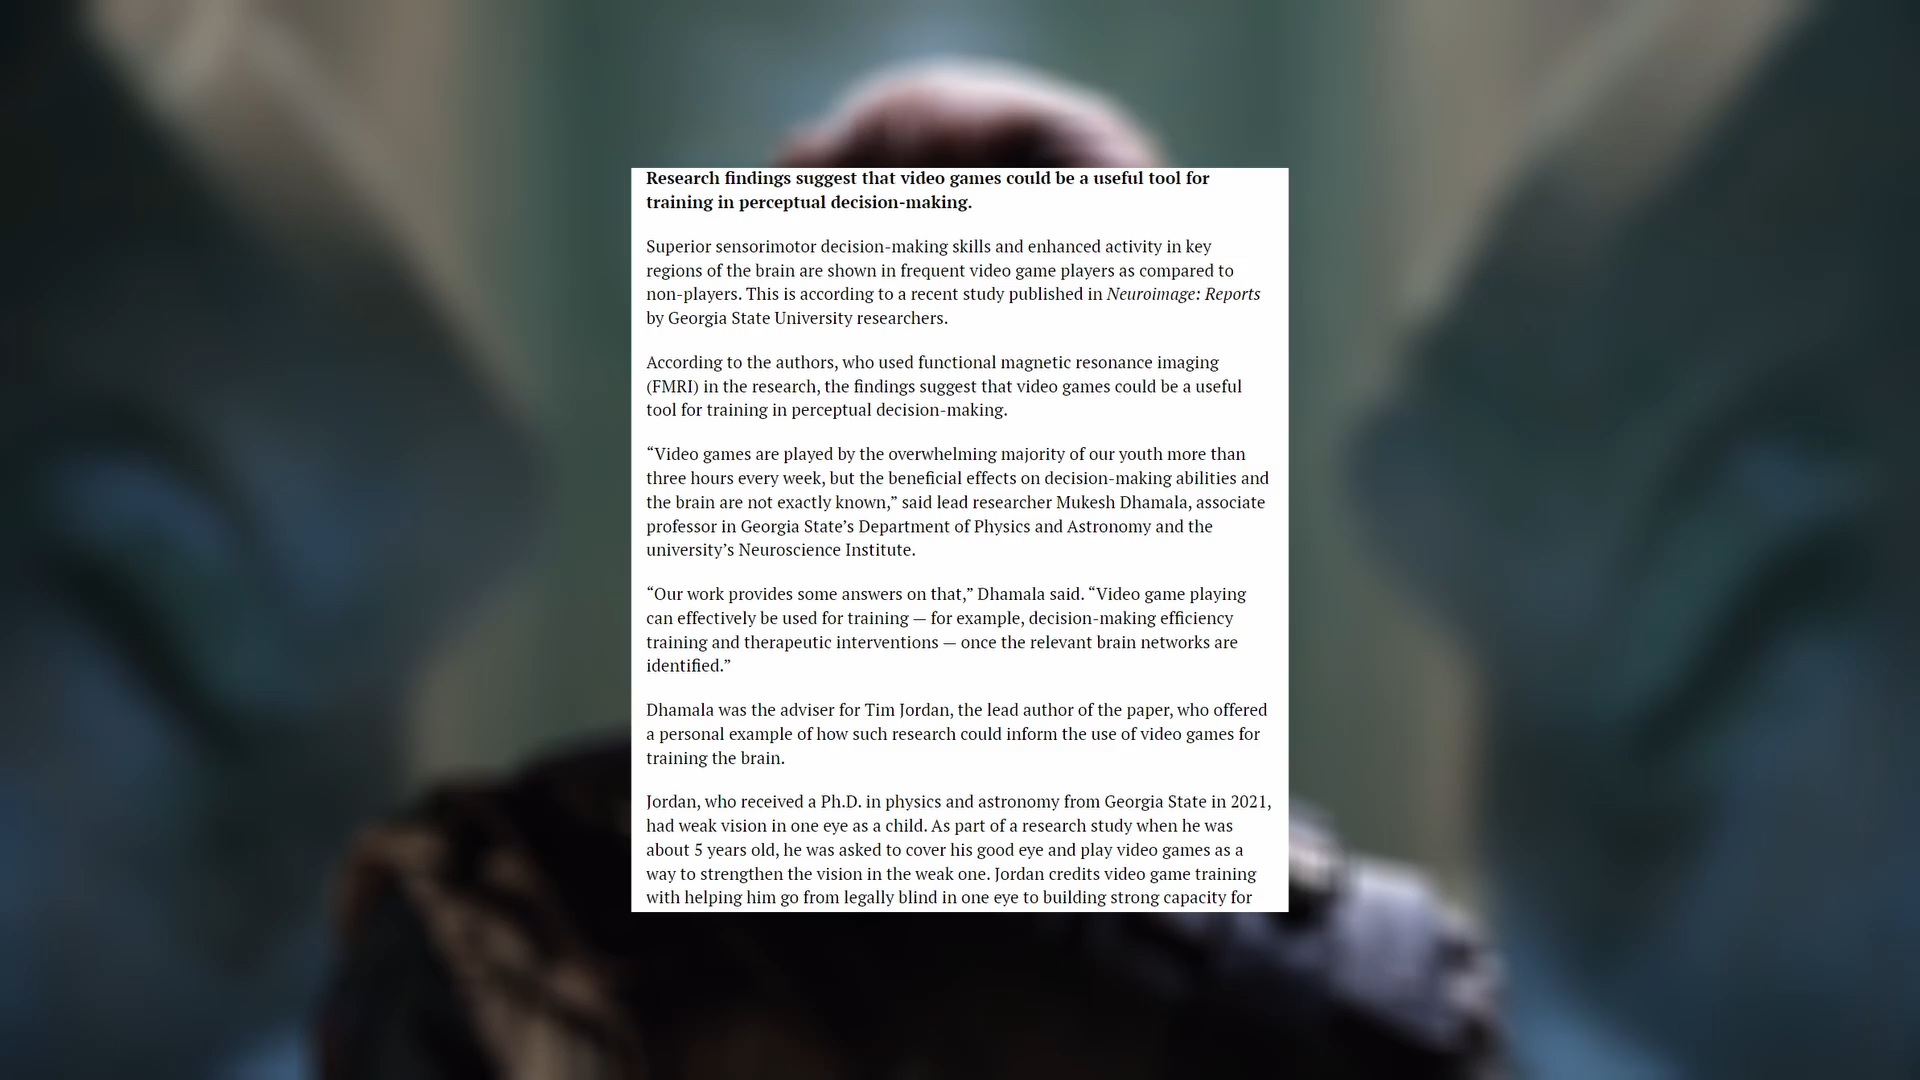 Research findings suggest that video games could be a useful tool for
training in perceptual decision-making.
Superior sensorimotor decision-making skills and enhanced activity in key
regions of the brain are shown in frequent video game players as compared to
non-players. This is according to a recent study published in Neuroimage: Reports
by Georgia State University researchers.
According to the authors, who used functional magnetic resonance imaging
(FMRI) in the research, the findings suggest that video games could be a useful
tool for training in perceptual decision-making.
“Video games are played by the overwhelming majority of our youth more than
three hours every week, but the beneficial effects on decision-making abilities and
the brain are not exactly known,” said lead researcher Mukesh Dhamala, associate
professor in Georgia State’s Department of Physics and Astronomy and the
university’s Neuroscience Institute.
“Our work provides some answers on that,” Dhamala said. “Video game playing
can effectively be used for training — for example, decision-making efficiency
training and therapeutic interventions — once the relevant brain networks are
identified.”
Dhamala was the adviser for Tim Jordan, the lead author of the paper, who offered
a personal example of how such research could inform the use of video games for
training the brain.
Jordan, who received a Ph.D. in physics and astronomy from Georgia State in 2021,
had weak vision in one eye as a child. As part of a research study when he was
about 5 years old, he was asked to cover his good eye and play video games as a
way to strengthen the vision in the weak one. Jordan credits video game training
with helping him go from legally blind in one eye to building strong capacity for